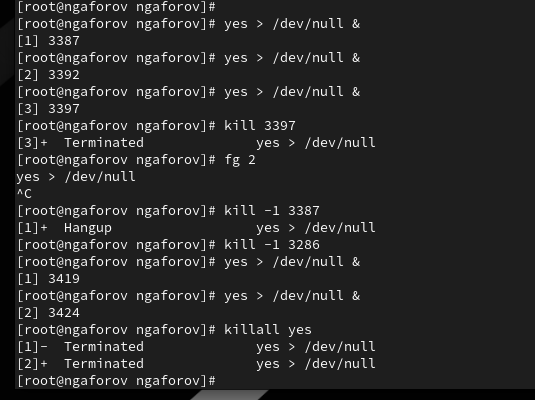 [root@ngaforov ngaforov]#
[root@ngaforov ngaforov]# yes > /dev/null &
[1] 3387
[root@ngaforov ngaforov]# yes > /dev/null &
[2] 3392
[root@ngaforov ngaforov]# yes > /dev/null &
[3] 3397
[root@ngaforov ngaforov]# kill 3397
[3]+  Terminated              yes > /dev/null
[root@ngaforov ngaforov]# fg 2
yes > /dev/null
^C
[root@ngaforov ngaforov]# kill -1 3387
[1]+  Hangup                  yes > /dev/null
[root@ngaforov ngaforov]# kill -1 3286
[root@ngaforov ngaforov]# yes > /dev/null &
[1] 3419
[root@ngaforov ngaforov]# yes > /dev/null &
[2] 3424
[root@ngaforov ngaforov]# killall yes
[1]-  Terminated              yes > /dev/null
[2]+  Terminated              yes > /dev/null
[root@ngaforov ngaforov]#